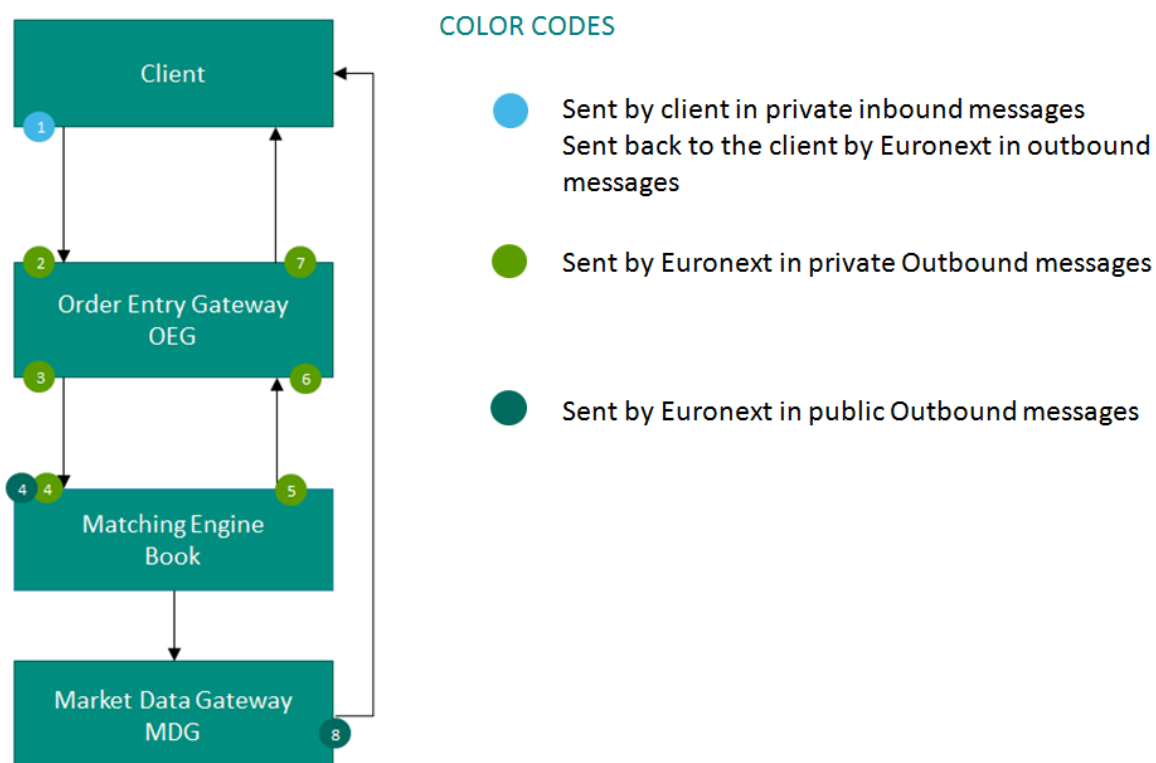 COLOR CODES
Client
1
Sent by client in private inbound messages
Sent back to the client by Euronext in outbound
messages
2
7
Order Entry Gateway
OEG
Sent by Euronext in private Outbound messages
3
6
Sent by Euronext in public Outbound messages
4
4
5
Matching Engine
Book
Market Data Gateway
MDG
8